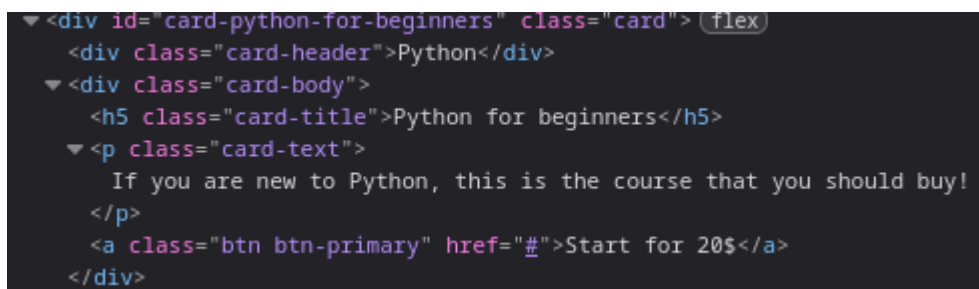 <div id="card-python-for-beginners" class="card"> flex
<div class="card-header">Python</div>
<div class="card-body">
<h5 class="card-title">Python for beginners</h5>
<p class="card-text">
If you are new to Python, this is the course that you should buy!
</p>
<a class="btn btn-primary" href="#">Start for 20$</a>
</div>